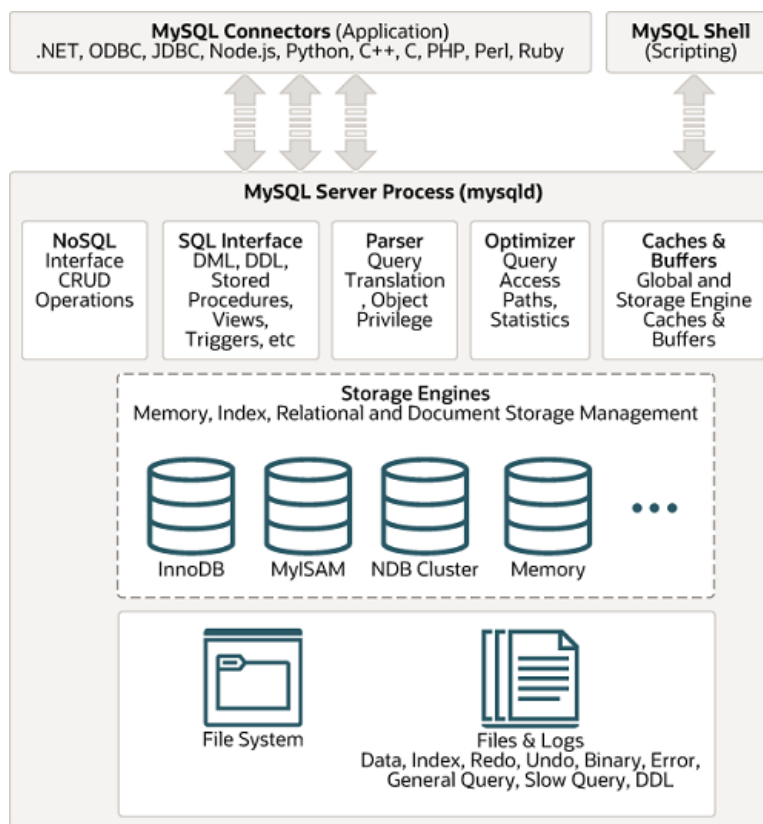 MySQL Connectors (Application)
.NET, ODBC, JDBC, Node.js, Python, C++, C, PHP, Perl, Ruby
MySQL Shell
(Scripting)
MySQL Server Process (mysqld)
NoSQL
Interface
CRUD
Operations
SQL Interface
DML, DDL,
Stored
Procedures,
Views,
Triggers, etc
Parser
Query
Translation
, Object
Privilege
Optimizer
Query
Access
Paths,
Statistics
Caches &
Buffers
Global and
Storage Engine
Caches &
Buffers
Storage Engines
Memory, Index, Relational and Document Storage Management
InnoDB
MyISAM
NDB Cluster
Memory
File System
Files & Logs
Data, Index, Redo, Undo, Binary, Error,
General Query, Slow Query, DDL